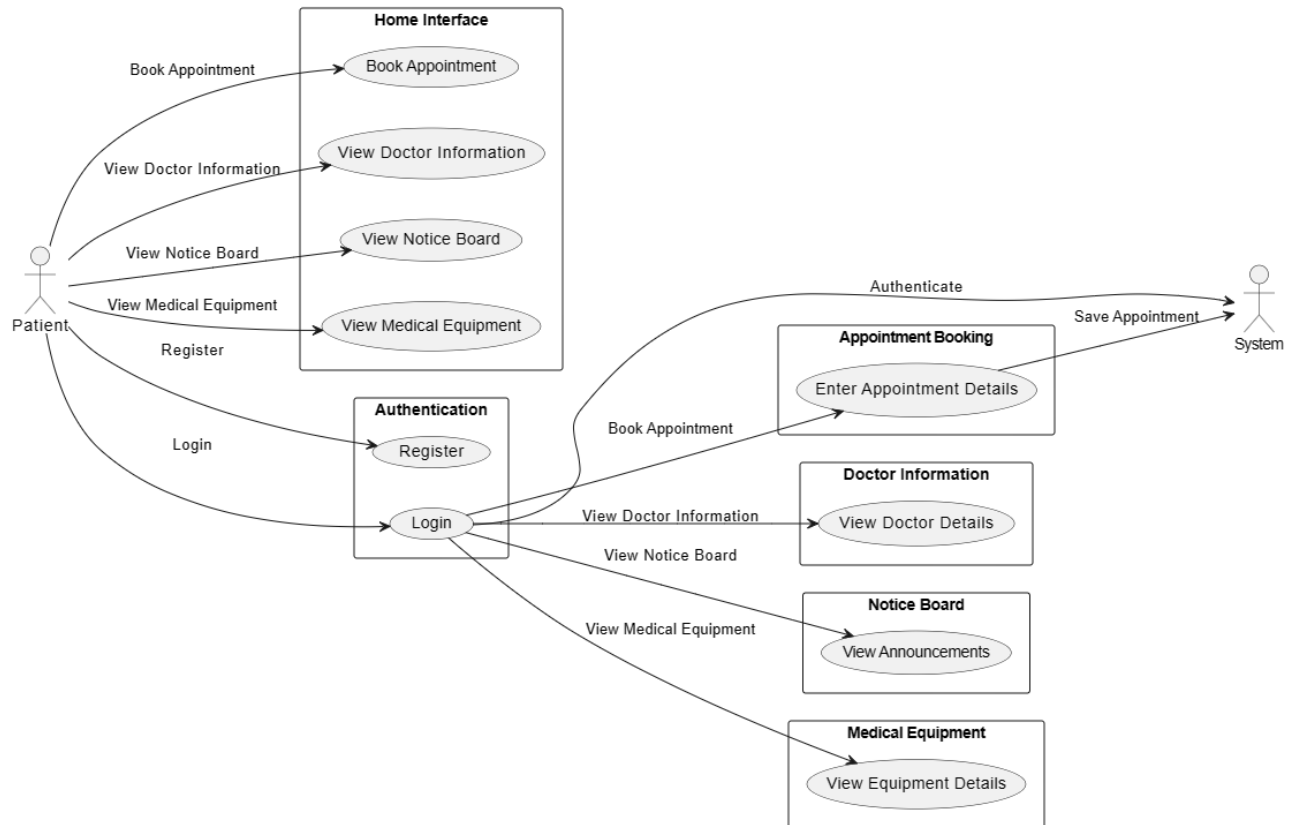 Home Interface
Book Appointment
Book Appointment
View Doctor Information
View Doctor Information
View Notice Board
View Notice Board
View Medical Equipment
View Medical Equipment
Patient
Register
Login
Authentication
Register
Login
Authenticate
Save Appointment
System
Appointment Booking
Enter Appointment Details
Book Appointment
Doctor Information
View Doctor Information
View Doctor Details
View Notice Board
Notice Board
View Announcements
View Medical Equipment
Medical Equipment
View Equipment Details